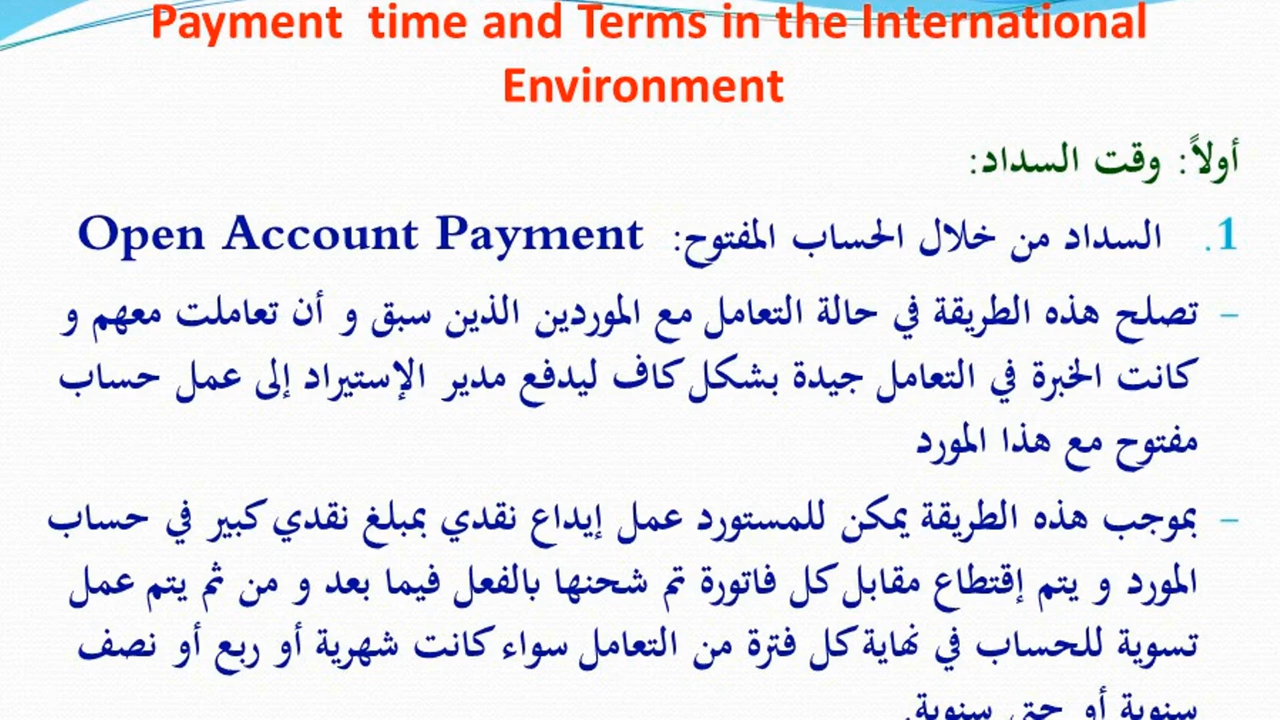 Payment time and Terms in the International
Environment
أولاً: وقت السداد:
1. السداد من خلال الحساب المفتوح: Open Account Payment
- تصلح هذه الطريقة في حالة التعامل مع الموردين الذين سبق و أن تعاملت معهم و
كانت الخبرة في التعامل جيدة بشكل كاف ليدفع مدير الإستيراد إلى عمل حساب
مفتوح مع هذا المورد
- بموجب هذه الطريقة يمكن للمستورد عمل إيداع نقدي بمبلغ نقدي كبير في حساب
المورد و يتم إقتطاع مقابل كل فاتورة تم شحنها بالفعل فيما بعد و من ثم يتم عمل
تسوية للحساب في نهاية كل فترة من التعامل سواء كانت شهرية أو ربع أو نصف
سنوية أو حتى سنوية.